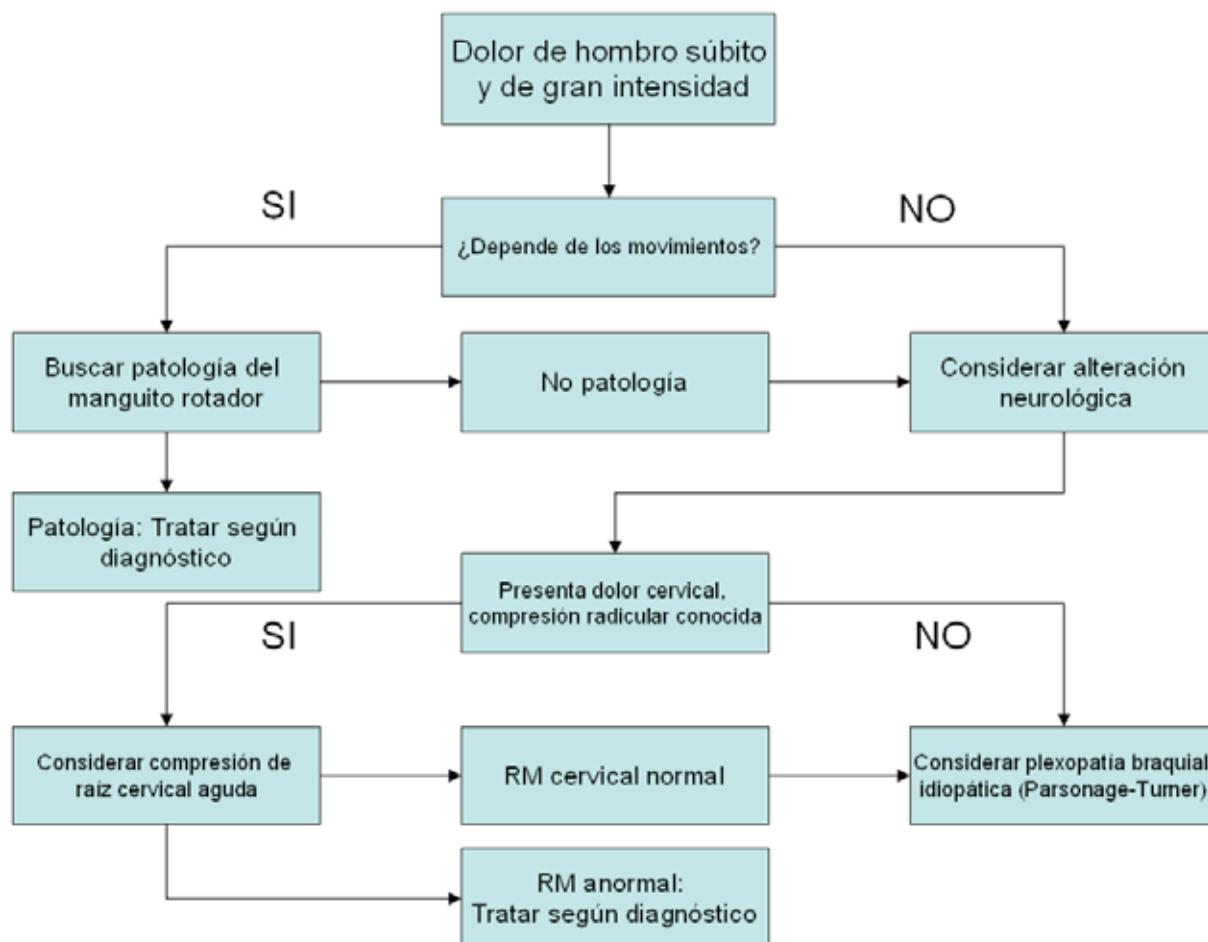 Dolor de hombro súbito
y de gran intensidad
SI
NO
¿Depende de los movimientos?
Buscar patología del
manguito rotador
No patología
Considerar alteración
neurológica
Patología: Tratar según
diagnóstico
Presenta dolor cervical,
compresión radicular conocida
SI
NO
Considerar compresión de
raíz cervical aguda
RM cervical normal
Considerar plexopatía braquial
idiopática (Parsonage-Turner)
RM anormal:
Tratar según diagnóstico